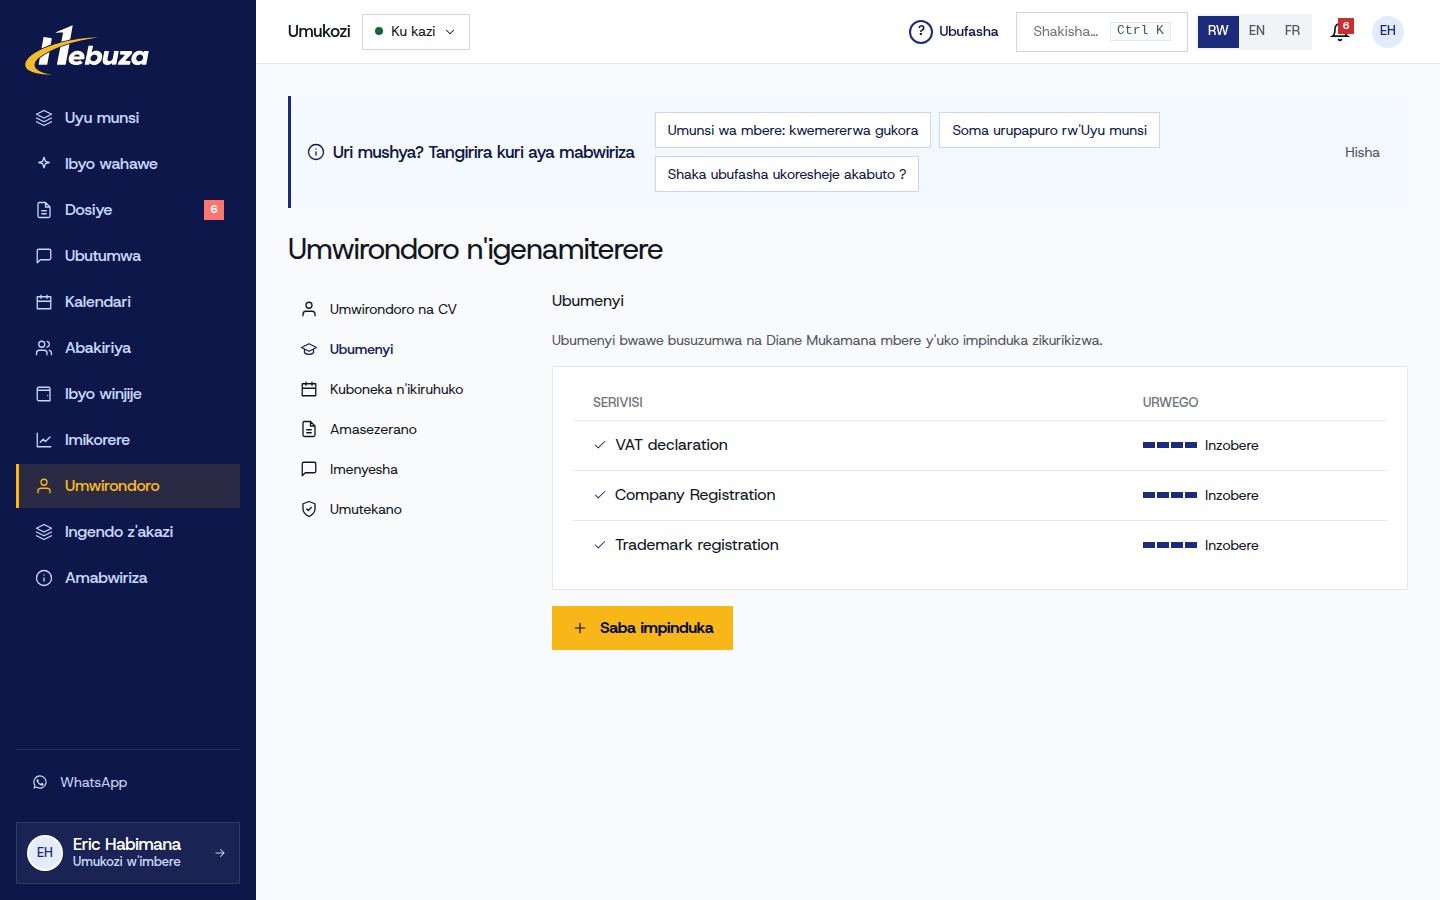 Hebuza
Uyu munsi
Ibyo wahawe
Dosiye 6
Ubutumwa
Kalendari
Abakiriya
Ibyo winjije
Imikorere
Umwirondoro
Ingendo z'akazi
Amabwiriza
WhatsApp
EH
Eric Habimana
Umukozi w'imbere
Umukozi Ku kazi
? Ubufasha
Shakisha... Ctrl K
RW EN FR
6
EH
Uri mushya? Tangirira kuri aya mabwiriza
Umunsi wa mbere: kwemererwa gukora
Soma urupapuro rw'Uyu munsi
Shaka ubufasha ukoresheje akabuto ?
Hisha
Umwirondoro n'igenamiterere
Umwirondoro na CV
Ubumenyi
Kuboneka n'ikiruhuko
Amasezerano
Imenyesha
Umutekano
Ubumenyi
Ubumenyi bwawe busuzumwa na Diane Mukamana mbere y'uko impinduka zikurikizwa.
SERIVISI URWEGO
VAT declaration Inzobere
Company Registration Inzobere
Trademark registration Inzobere
Saba impinduka